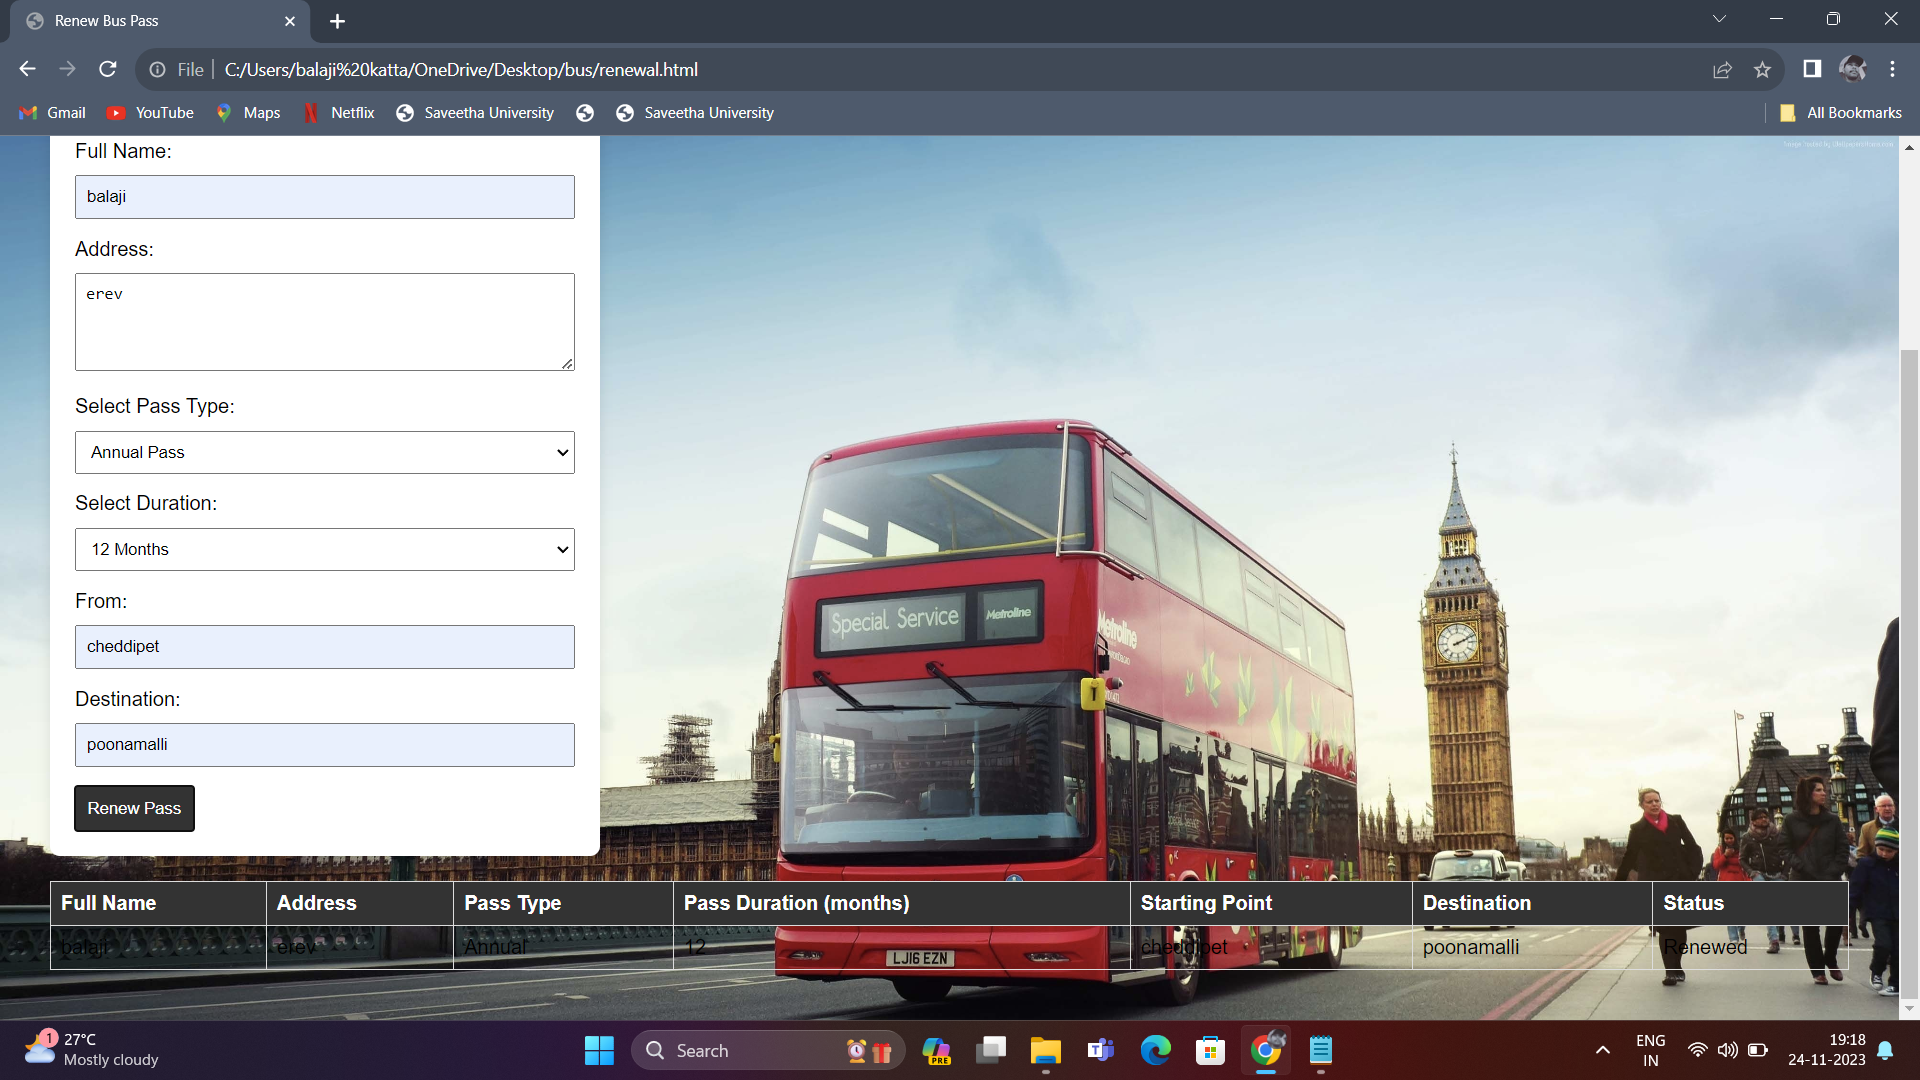 Renew Bus Pass
File
C:/Users/balaji%20katta/OneDrive/Desktop/bus/renewal.html
Gmail
YouTube
Maps
Netflix
Saveetha University
Saveetha University
All Bookmarks
Full Name:
balaji
Address:
erev
Select Pass Type:
Annual Pass
Select Duration:
12 Months
From:
cheddipet
Destination:
poonamalli
Renew Pass
Special Service
Metroline
Metroline
T
LJ16 EZN
Full Name Address Pass Type Pass Duration (months) Starting Point Destination Status
balaji erev Annual 12 cheddipet poonamalli Renewed
1
27°C
Mostly cloudy
Search
PRE
ENG
IN
19:18
24-11-2023